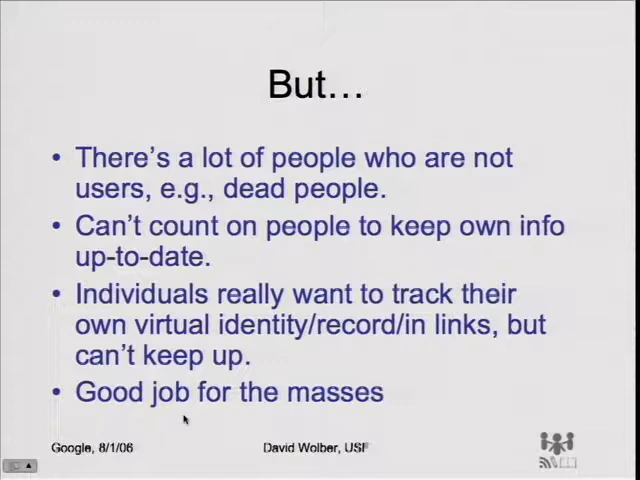 But…
• There’s a lot of people who are not
users, e.g., dead people.
• Can’t count on people to keep own info
up-to-date.
• Individuals really want to track their
own virtual identity/record/in links, but
can’t keep up.
• Good job for the masses
Google, 8/1/06 David Wolber, USF